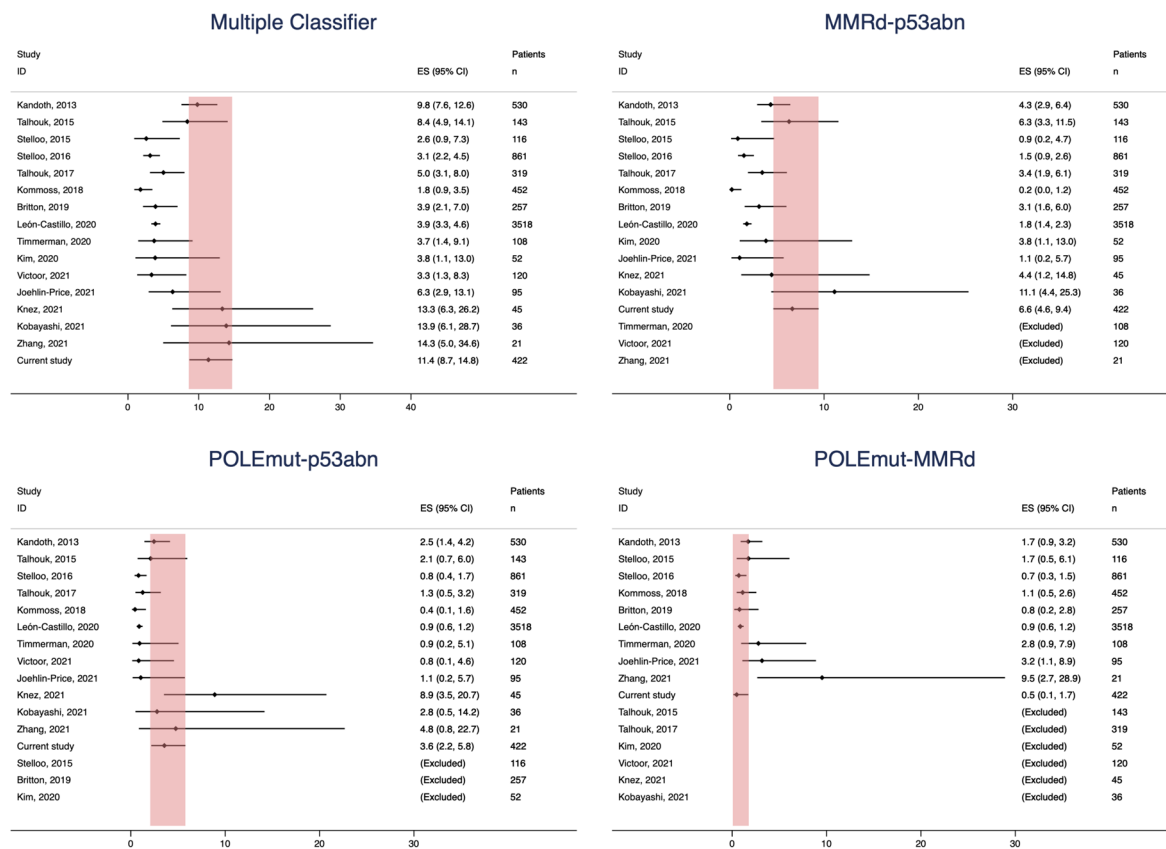 Multiple Classifier
Study Patients
ID ES (95% CI) n
Kandoth, 2013 9.8 (7.6, 12.6) 530
Talhouk, 2015 8.4 (4.9, 14.1) 143
Stelloo, 2015 2.6 (0.9, 7.3) 116
Stelloo, 2016 3.1 (2.2, 4.5) 861
Talhouk, 2017 5.0 (3.1, 8.0) 319
Kommoss, 2018 1.8 (0.9, 3.5) 452
Britton, 2019 3.9 (2.1, 7.0) 257
León-Castillo, 2020 3.9 (3.3, 4.6) 3518
Timmerman, 2020 3.7 (1.4, 9.1) 108
Kim, 2020 3.8 (1.1, 13.0) 52
Victoor, 2021 3.3 (1.3, 8.3) 120
Joehlin-Price, 2021 6.3 (2.9, 13.1) 95
Knez, 2021 13.3 (6.3, 26.2) 45
Kobayashi, 2021 13.9 (6.1, 28.7) 36
Zhang, 2021 14.3 (5.0, 34.6) 21
Current study 11.4 (8.7, 14.8) 422
0 10 20 30 40
MMRd-p53abn
Study Patients
ID ES (95% CI) n
Kandoth, 2013 4.3 (2.9, 6.4) 530
Talhouk, 2015 6.3 (3.3, 11.5) 143
Stelloo, 2015 0.9 (0.2, 4.7) 116
Stelloo, 2016 1.5 (0.9, 2.6) 861
Talhouk, 2017 3.4 (1.9, 6.1) 319
Kommoss, 2018 0.2 (0.0, 1.2) 452
Britton, 2019 3.1 (1.6, 6.0) 257
León-Castillo, 2020 1.8 (1.4, 2.3) 3518
Kim, 2020 3.8 (1.1, 13.0) 52
Joehlin-Price, 2021 1.1 (0.2, 5.7) 95
Knez, 2021 4.4 (1.2, 14.8) 45
Kobayashi, 2021 11.1 (4.4, 25.3) 36
Current study 6.6 (4.6, 9.4) 422
Timmerman, 2020 (Excluded) 108
Victoor, 2021 (Excluded) 120
Zhang, 2021 (Excluded) 21
0 10 20 30
POLEmut-p53abn
Study Patients
ID ES (95% CI) n
Kandoth, 2013 2.5 (1.4, 4.2) 530
Talhouk, 2015 2.1 (0.7, 6.0) 143
Stelloo, 2016 0.8 (0.4, 1.7) 861
Talhouk, 2017 1.3 (0.5, 3.2) 319
Kommoss, 2018 0.4 (0.1, 1.6) 452
León-Castillo, 2020 0.9 (0.6, 1.2) 3518
Timmerman, 2020 0.9 (0.2, 5.1) 108
Victoor, 2021 0.8 (0.1, 4.6) 120
Joehlin-Price, 2021 1.1 (0.2, 5.7) 95
Knez, 2021 8.9 (3.5, 20.7) 45
Kobayashi, 2021 2.8 (0.5, 14.2) 36
Zhang, 2021 4.8 (0.8, 22.7) 21
Current study 3.6 (2.2, 5.8) 422
Stelloo, 2015 (Excluded) 116
Britton, 2019 (Excluded) 257
Kim, 2020 (Excluded) 52
0 10 20 30
POLEmut-MMRd
Study Patients
ID ES (95% CI) n
Kandoth, 2013 1.7 (0.9, 3.2) 530
Stelloo, 2015 1.7 (0.5, 6.1) 116
Stelloo, 2016 0.7 (0.3, 1.5) 861
Kommoss, 2018 1.1 (0.5, 2.6) 452
Britton, 2019 0.8 (0.2, 2.8) 257
León-Castillo, 2020 0.9 (0.6, 1.2) 3518
Timmerman, 2020 2.8 (0.9, 7.9) 108
Joehlin-Price, 2021 3.2 (1.1, 8.9) 95
Zhang, 2021 9.5 (2.7, 28.9) 21
Current study 0.5 (0.1, 1.7) 422
Talhouk, 2015 (Excluded) 143
Talhouk, 2017 (Excluded) 319
Kim, 2020 (Excluded) 52
Victoor, 2021 (Excluded) 120
Knez, 2021 (Excluded) 45
Kobayashi, 2021 (Excluded) 36
0 10 20 30